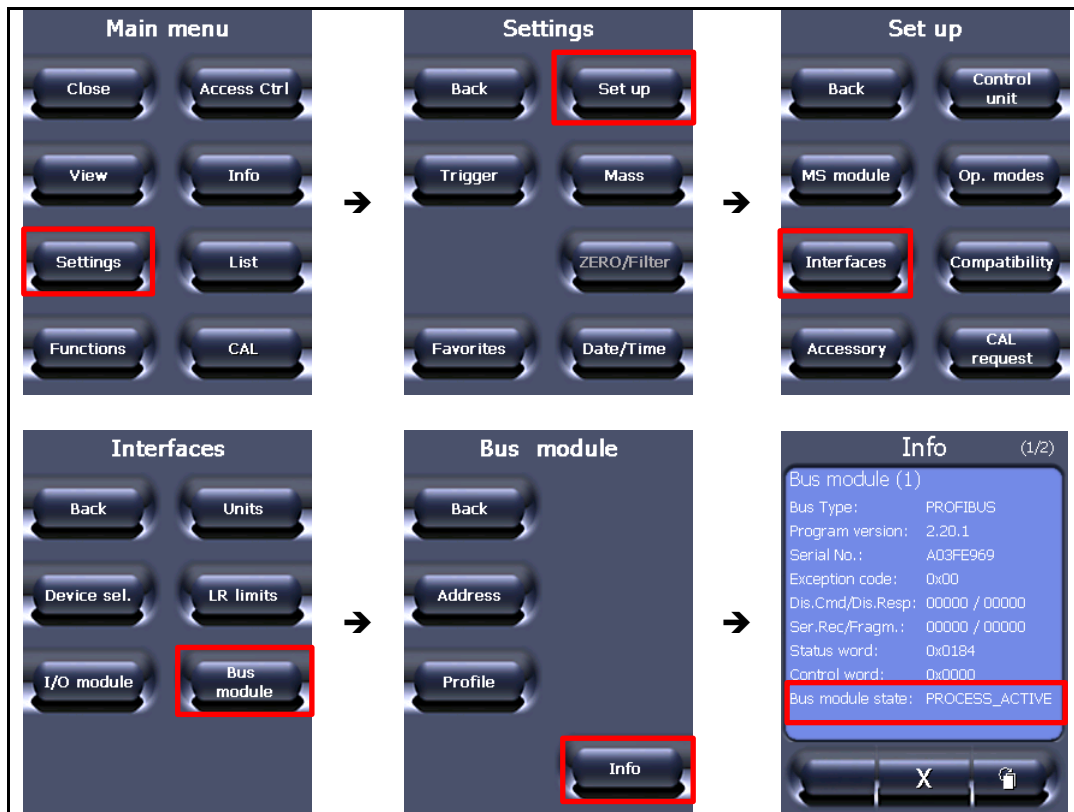 Main menu
Close
Access Ctrl
View
Info
Settings
List
Functions
CAL
➔
Settings
Back
Set up
Trigger
Mass
ZERO/Filter
Favorites
Date/Time
➔
Set up
Back
Control
unit
MS module
Op. modes
Interfaces
Compatibility
Accessory
CAL
request
Interfaces
Back
Units
Device sel.
LR limits
I/O module
Bus
module
➔
Bus module
Back
Address
Profile
Info
➔
Info (1/2)
Bus module (1)
Bus Type: PROFIBUS
Program version: 2.20.1
Serial No.: A03FE969
Exception code: 0x00
Dis.Cmd/Dis.Resp: 00000 / 00000
Ser.Rec/Fragm.: 00000 / 00000
Status word: 0x0184
Control word: 0x0000
Bus module state: PROCESS_ACTIVE
X